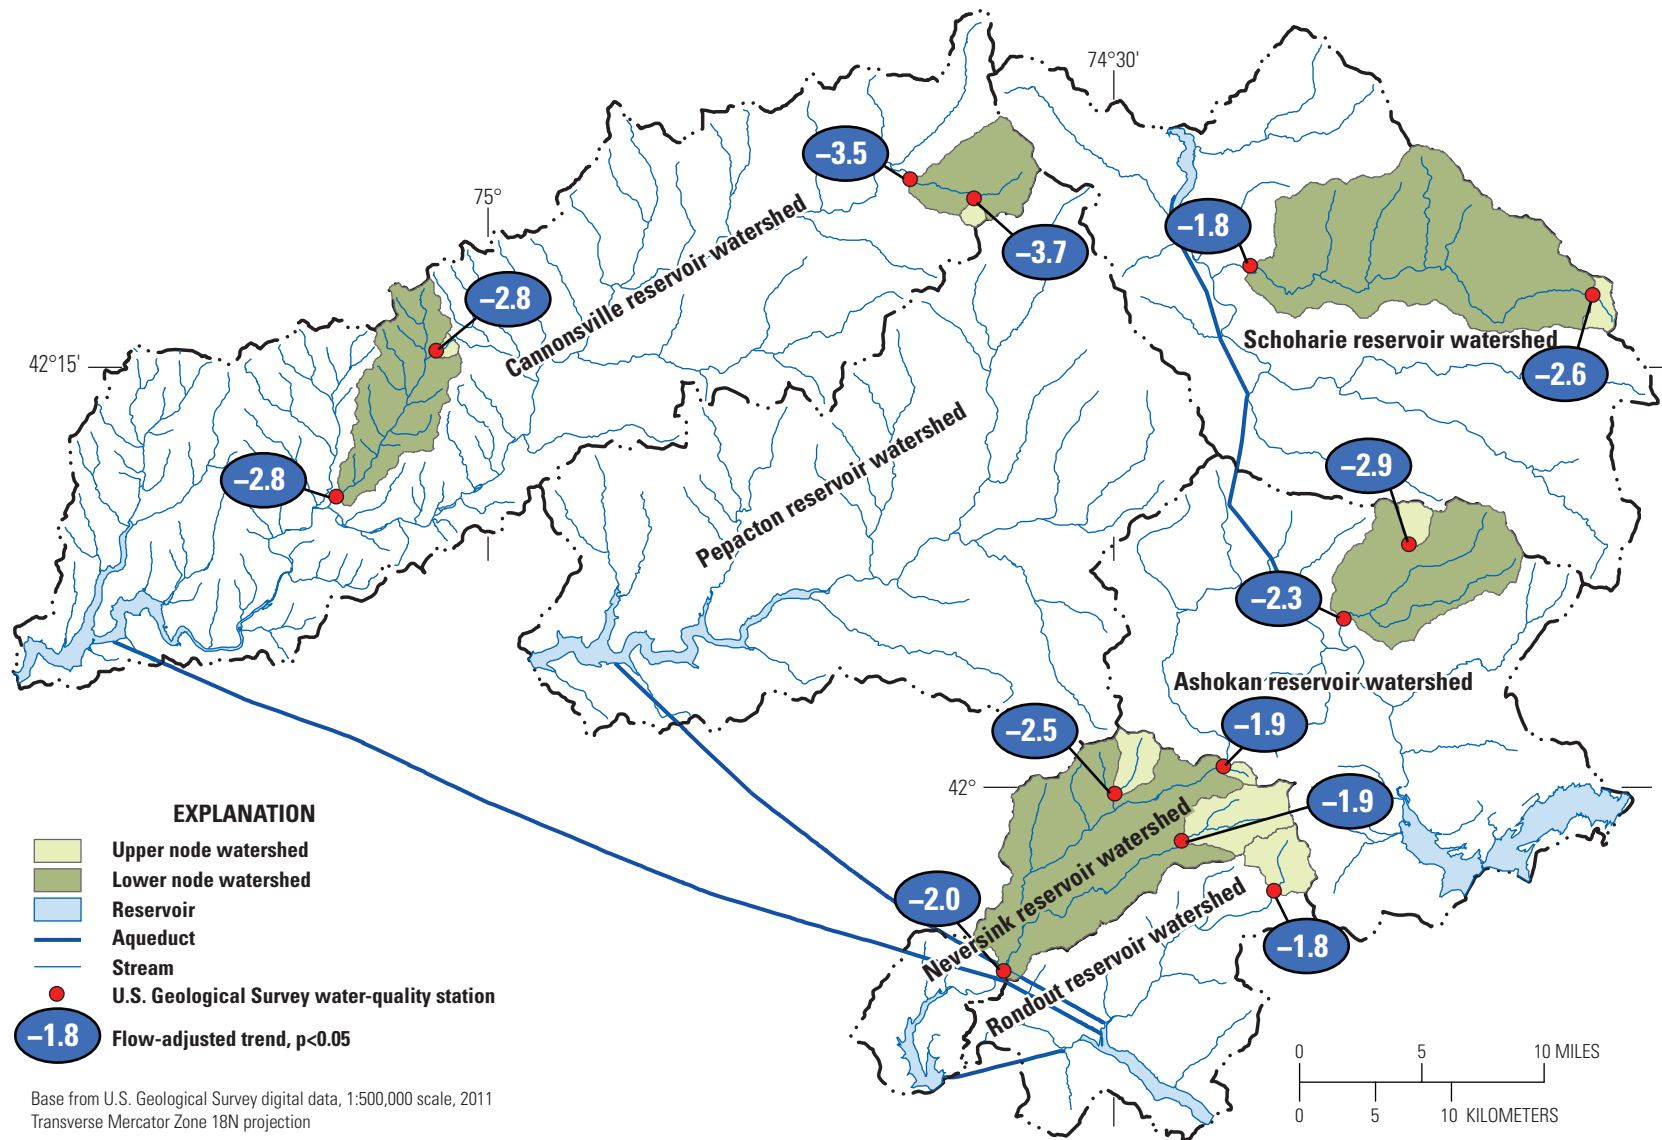 74°30'
−3.5
75°
−3.7
−1.8
Cannonsville reservoir watershed
−2.8
Schoharie reservoir watershed
42°15'
−2.6
Pepacton reservoir watershed
−2.9
−2.8
−2.3
Ashokan reservoir watershed
−2.5
−1.9
42°
−1.9
Neversink reservoir watershed
−2.0
Rondout reservoir watershed
−1.8
EXPLANATION
Upper node watershed
Lower node watershed
Reservoir
Aqueduct
Stream
U.S. Geological Survey water-quality station
−1.8 Flow-adjusted trend, p<0.05
0 5 10 MILES
0 5 10 KILOMETERS
Base from U.S. Geological Survey digital data, 1:500,000 scale, 2011
Transverse Mercator Zone 18N projection